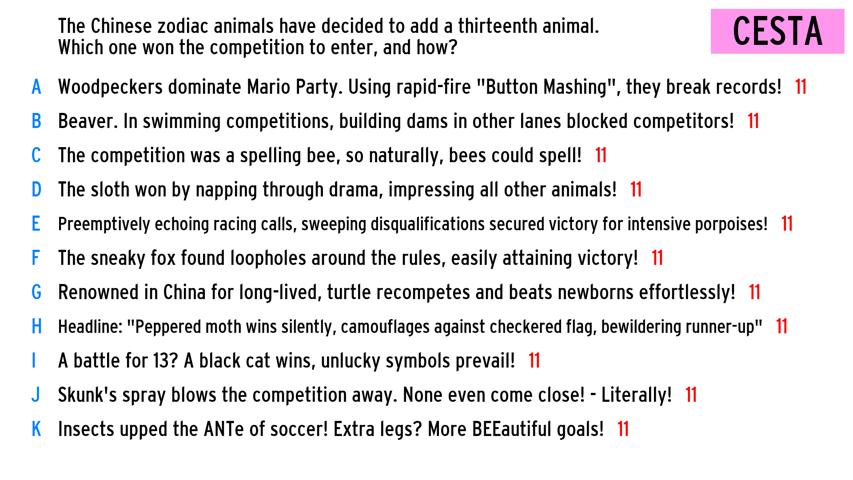 The Chinese zodiac animals have decided to add a thirteenth animal.
Which one won the competition to enter, and how?
CESTA
A Woodpeckers dominate Mario Party. Using rapid-fire "Button Mashing", they break records! 11
B Beaver. In swimming competitions, building dams in other lanes blocked competitors! 11
C The competition was a spelling bee, so naturally, bees could spell! 11
D The sloth won by napping through drama, impressing all other animals! 11
E Preemptively echoing racing calls, sweeping disqualifications secured victory for intensive porpoises! 11
F The sneaky fox found loopholes around the rules, easily attaining victory! 11
G Renowned in China for long-lived, turtle recompetes and beats newborns effortlessly! 11
H Headline: "Peppered moth wins silently, camouflages against checkered flag, bewildering runner-up" 11
I A battle for 13? A black cat wins, unlucky symbols prevail! 11
J Skunk's spray blows the competition away. None even come close! - Literally! 11
K Insects upped the ANTe of soccer! Extra legs? More BEEautiful goals! 11